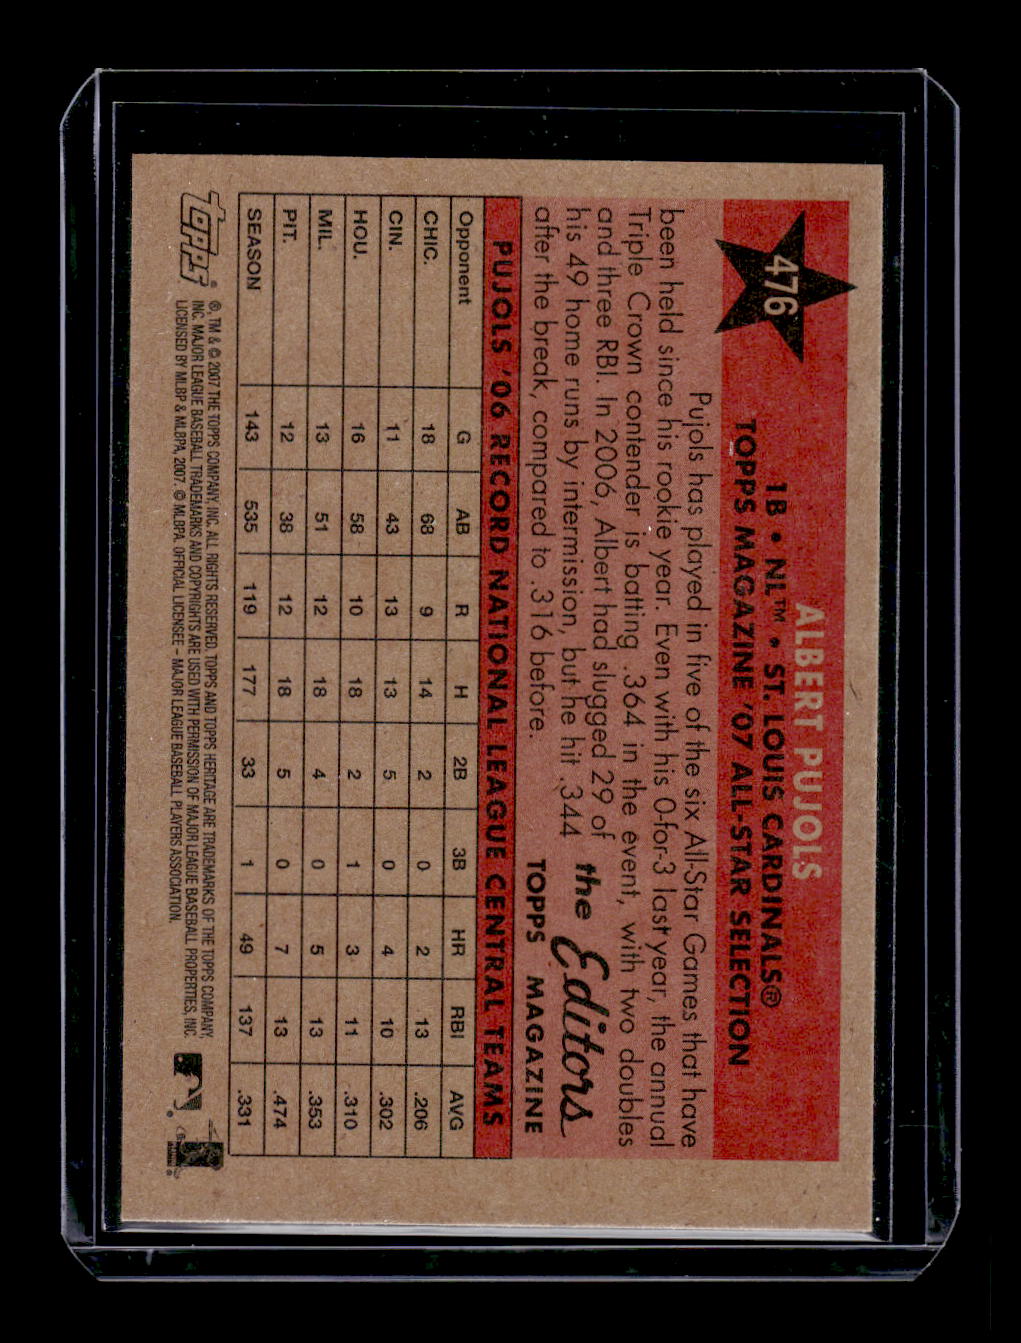 476
ALBERT PUJOLS
1B • NL™ • ST. LOUIS CARDINALS®
TOPPS MAGAZINE '07 ALL-STAR SELECTION
Pujols has played in five of the six All-Star Games that have
been held since his rookie year. Even with his 0-for-3 last year, the annual
Triple Crown contender is batting .364 in the event, with two doubles
and three RBI. In 2006, Albert had slugged 29 of
his 49 home runs by intermission, but he hit .344
after the break, compared to .316 before.
the Editors
TOPPS MAGAZINE
PUJOLS '06 RECORD NATIONAL LEAGUE CENTRAL TEAMS
Opponent G AB R H 2B 3B HR RBI AVG
CHIC. 18 68 9 14 2 0 2 13 .206
CIN. 11 43 13 13 5 0 4 10 .302
HOU. 16 58 10 18 2 1 3 11 .310
MIL. 13 51 12 18 4 0 5 13 .353
PIT. 12 38 12 18 5 0 7 13 .474
SEASON 143 535 119 177 33 1 49 137 .331
TOPPS®
®, TM & © 2007 THE TOPPS COMPANY, INC. ALL RIGHTS RESERVED. TOPPS AND TOPPS HERITAGE ARE TRADEMARKS OF THE TOPPS COMPANY,
INC. MAJOR LEAGUE BASEBALL TRADEMARKS AND COPYRIGHTS ARE USED WITH PERMISSION OF MAJOR LEAGUE BASEBALL PROPERTIES, INC.
LICENSED BY MLBP & MLBPA, 2007. © MLBPA. OFFICIAL LICENSEE – MAJOR LEAGUE BASEBALL PLAYERS ASSOCIATION.